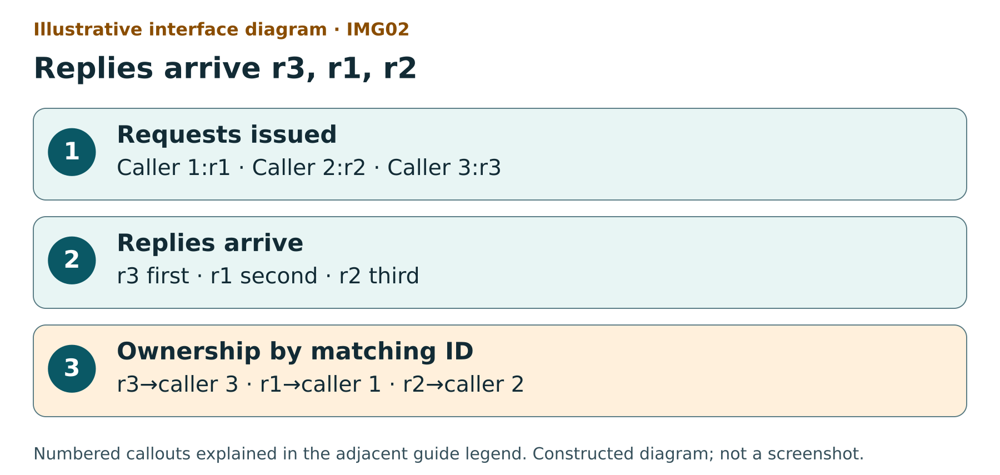 Illustrative interface diagram · IMG02
Replies arrive r3, r1, r2
1
Requests issued
Caller 1:r1 · Caller 2:r2 · Caller 3:r3
2
Replies arrive
r3 first · r1 second · r2 third
3
Ownership by matching ID
r3→caller 3 · r1→caller 1 · r2→caller 2
Numbered callouts explained in the adjacent guide legend. Constructed diagram; not a screenshot.